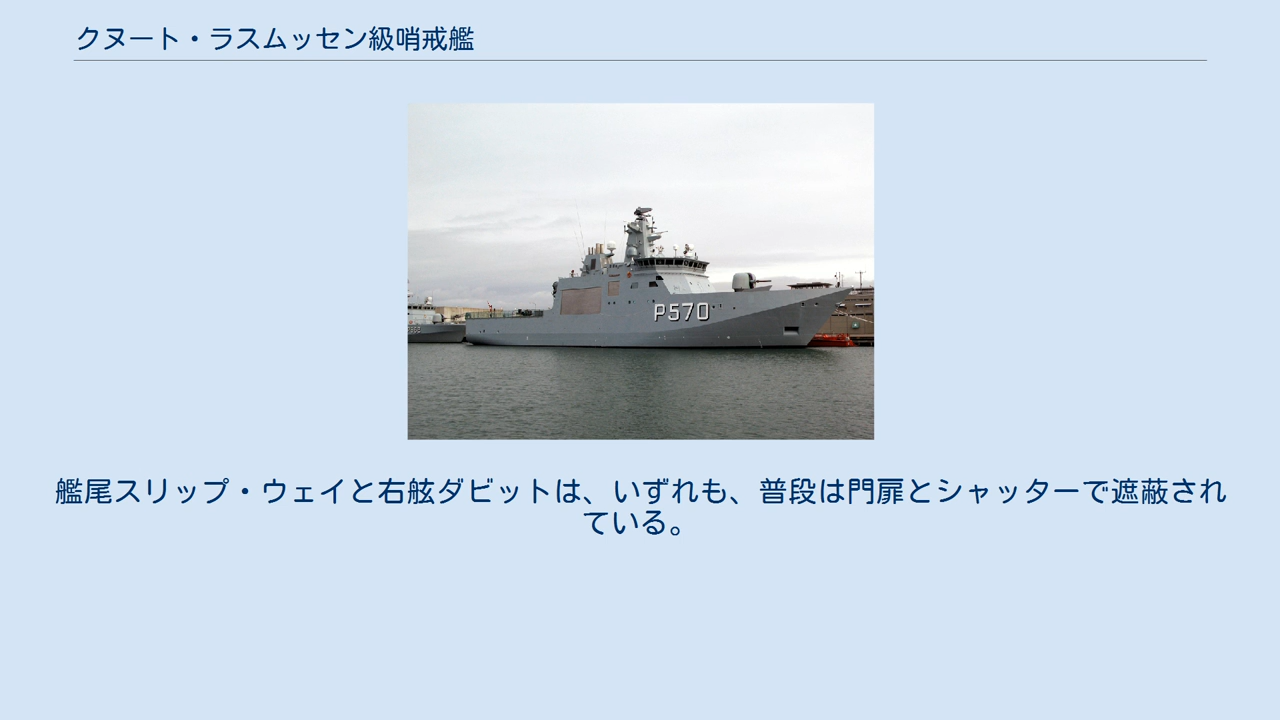 クヌート・ラスムッセン級哨戒艦
P570
艦尾スリップ・ウェイと右舷ダビットは、いずれも、普段は門扉とシャッターで遮蔽され
ている。